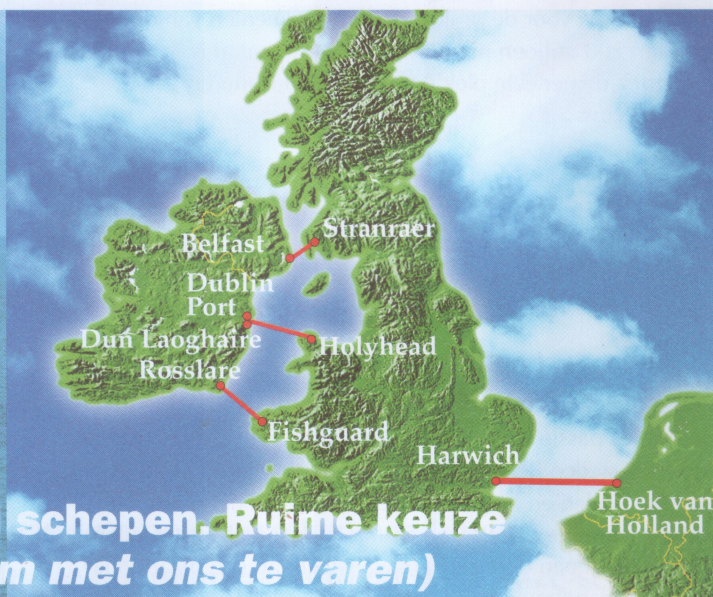 Stranraer
Belfast
Dublin
Port
Dun Laoghaire
Holyhead
Rosslare
Fishguard
Harwich
Hoek van
Holland
schepen. Ruime keuze
m met ons te varen)